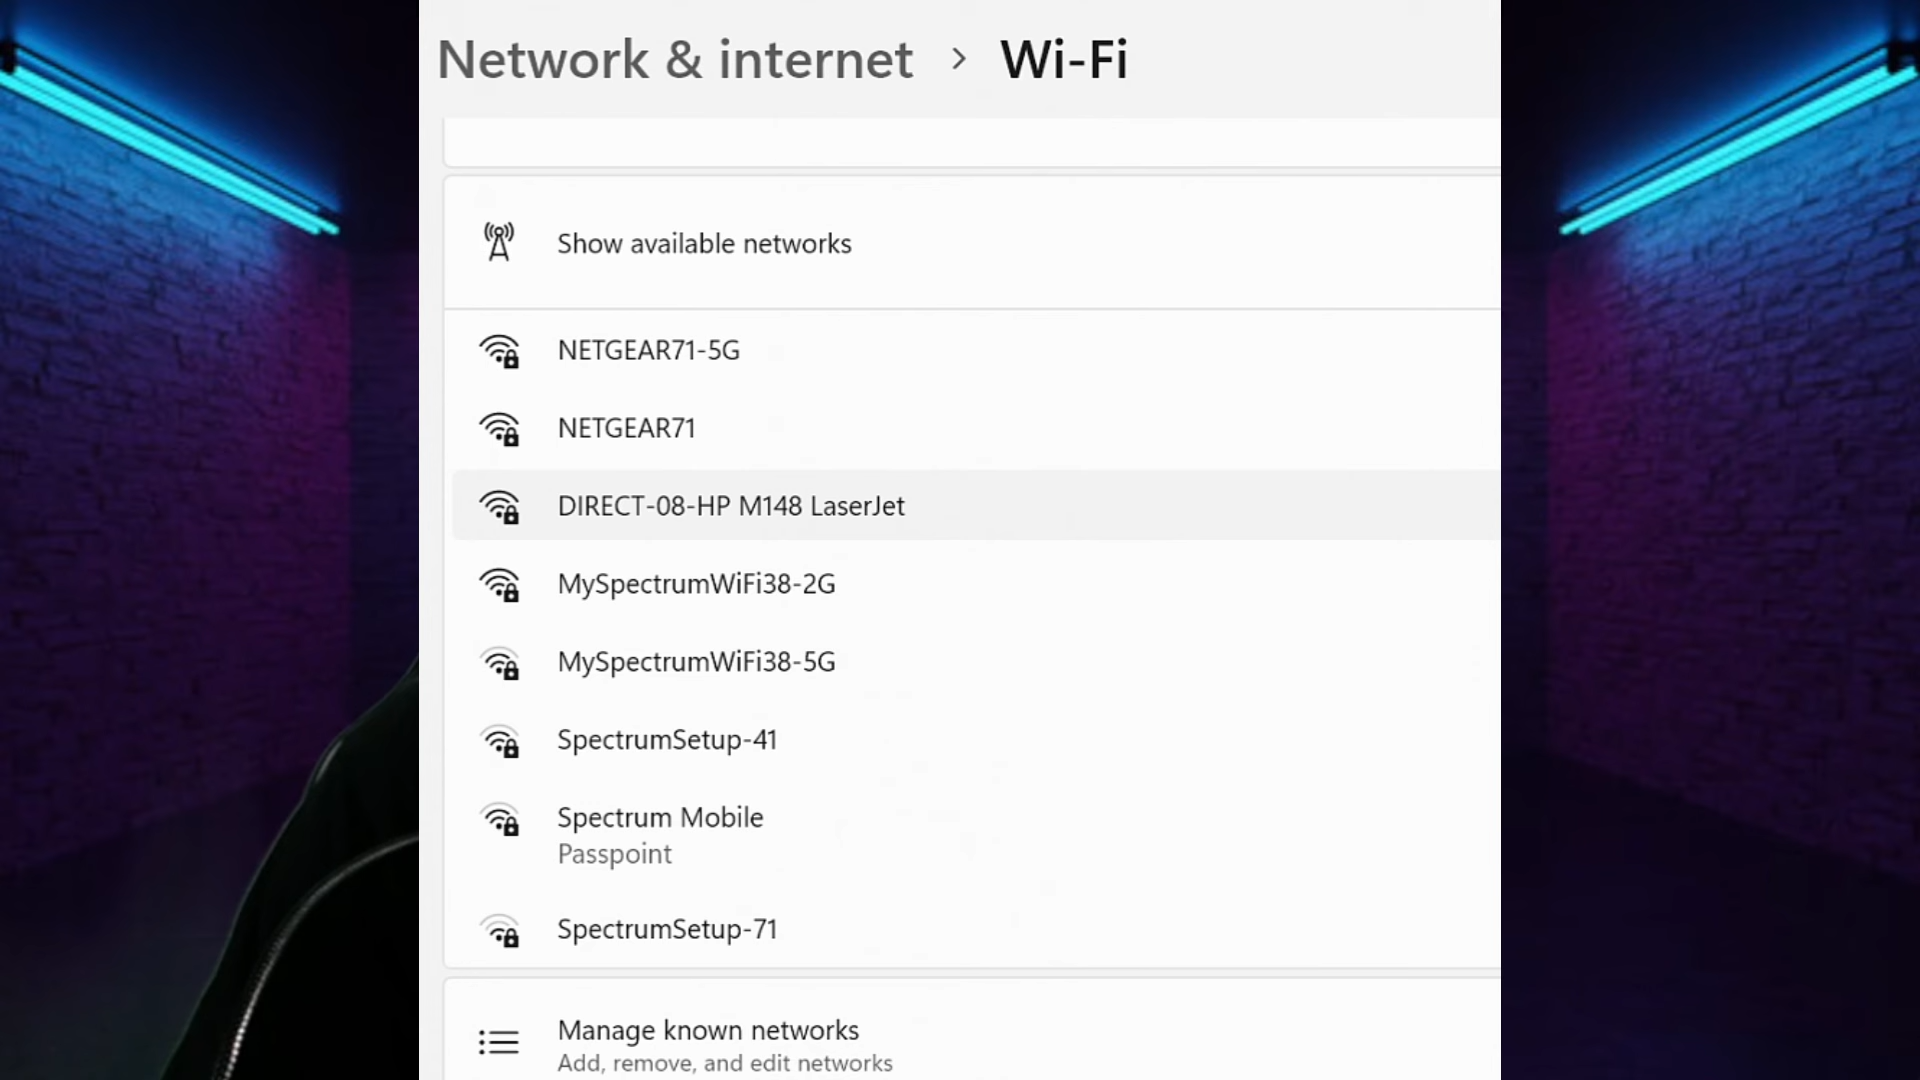 Network & internet > Wi-Fi
Show available networks
NETGEAR71-5G
NETGEAR71
DIRECT-08-HP M148 LaserJet
MySpectrumWiFi38-2G
MySpectrumWiFi38-5G
SpectrumSetup-41
Spectrum Mobile
Passpoint
SpectrumSetup-71
Manage known networks
Add, remove, and edit networks